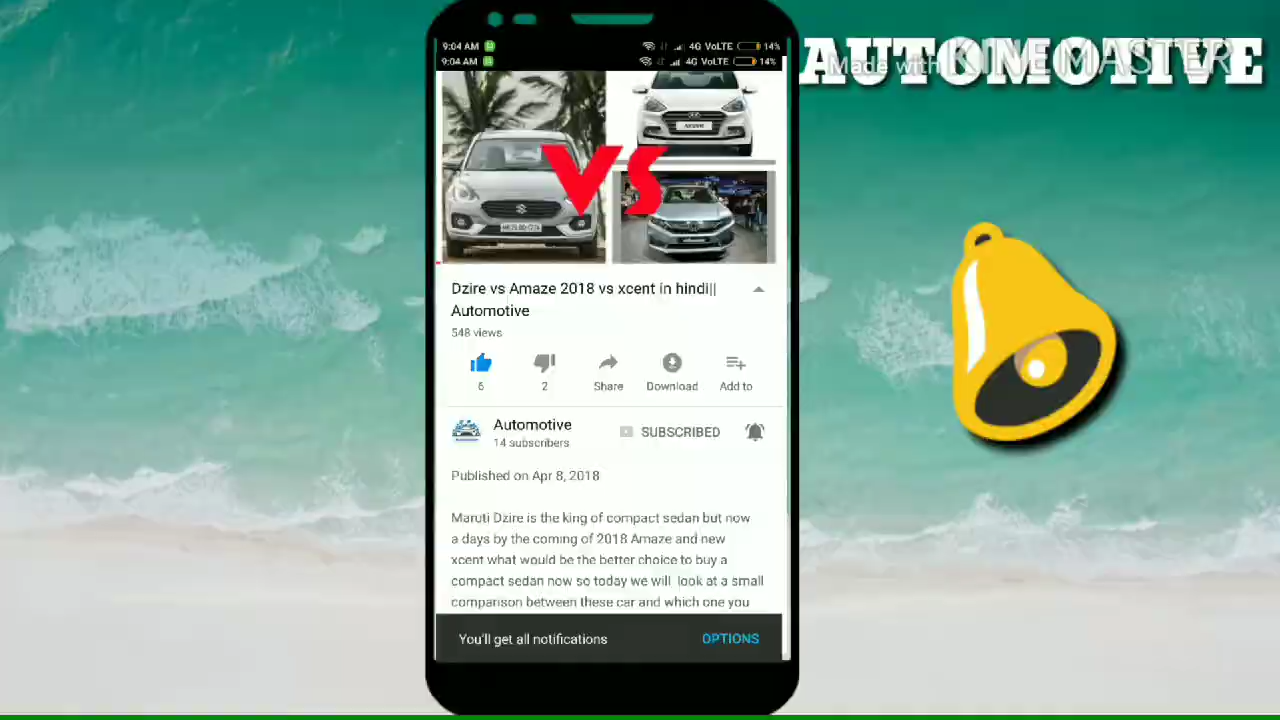 AUTOMOTIVE
Made with KINEMASTER
9:04 AM 4G VoLTE 14%
9:04 AM 4G VoLTE 14%
VS
Dzire vs Amaze 2018 vs xcent in hindi||
Automotive
548 views
6 2 Share Download Add to
Automotive
14 subscribers
SUBSCRIBED
Published on Apr 8, 2018
Maruti Dzire is the king of compact sedan but now
a days by the coming of 2018 Amaze and new
xcent what would be the better choice to buy a
compact sedan now so today we will look at a small
comparison between these car and which one you
You'll get all notifications OPTIONS